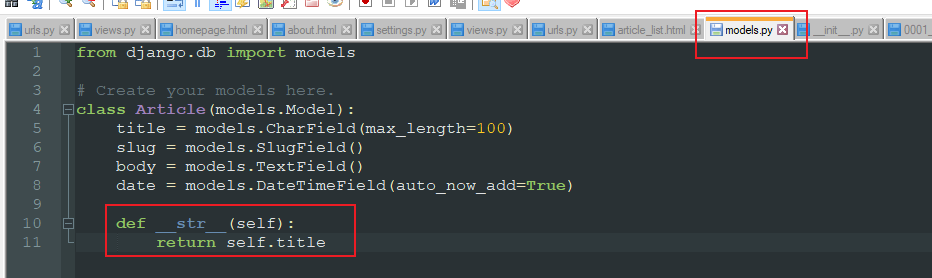 urls.py views.py homepage.html about.html settings.py views.py urls.py article_list.html models.py __init__.py 0001_
1 from django.db import models
2
3 # Create your models here.
4 class Article(models.Model):
5     title = models.CharField(max_length=100)
6     slug = models.SlugField()
7     body = models.TextField()
8     date = models.DateTimeField(auto_now_add=True)
9
10     def __str__(self):
11         return self.title